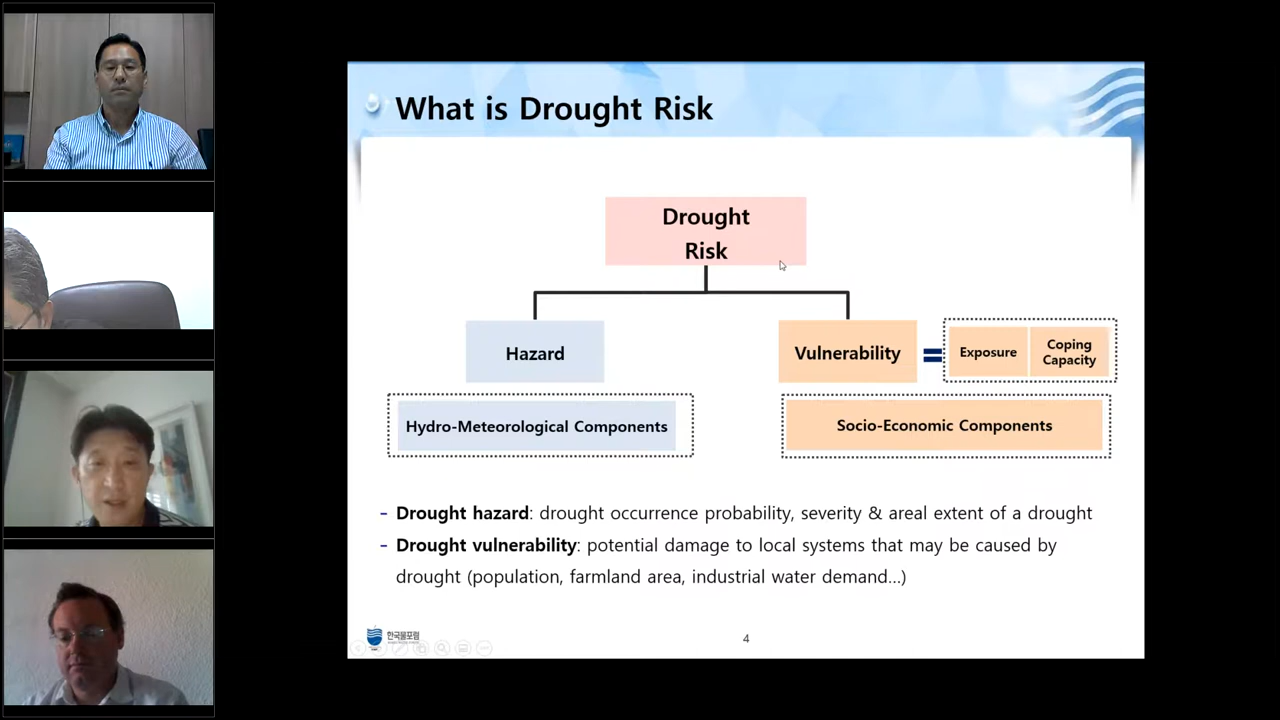 What is Drought Risk
Drought
Risk
Hazard
Vulnerability
Exposure
Coping
Capacity
Hydro-Meteorological Components
Socio-Economic Components
- Drought hazard: drought occurrence probability, severity & areal extent of a drought
- Drought vulnerability: potential damage to local systems that may be caused by
drought (population, farmland area, industrial water demand...)
한국물포럼
4